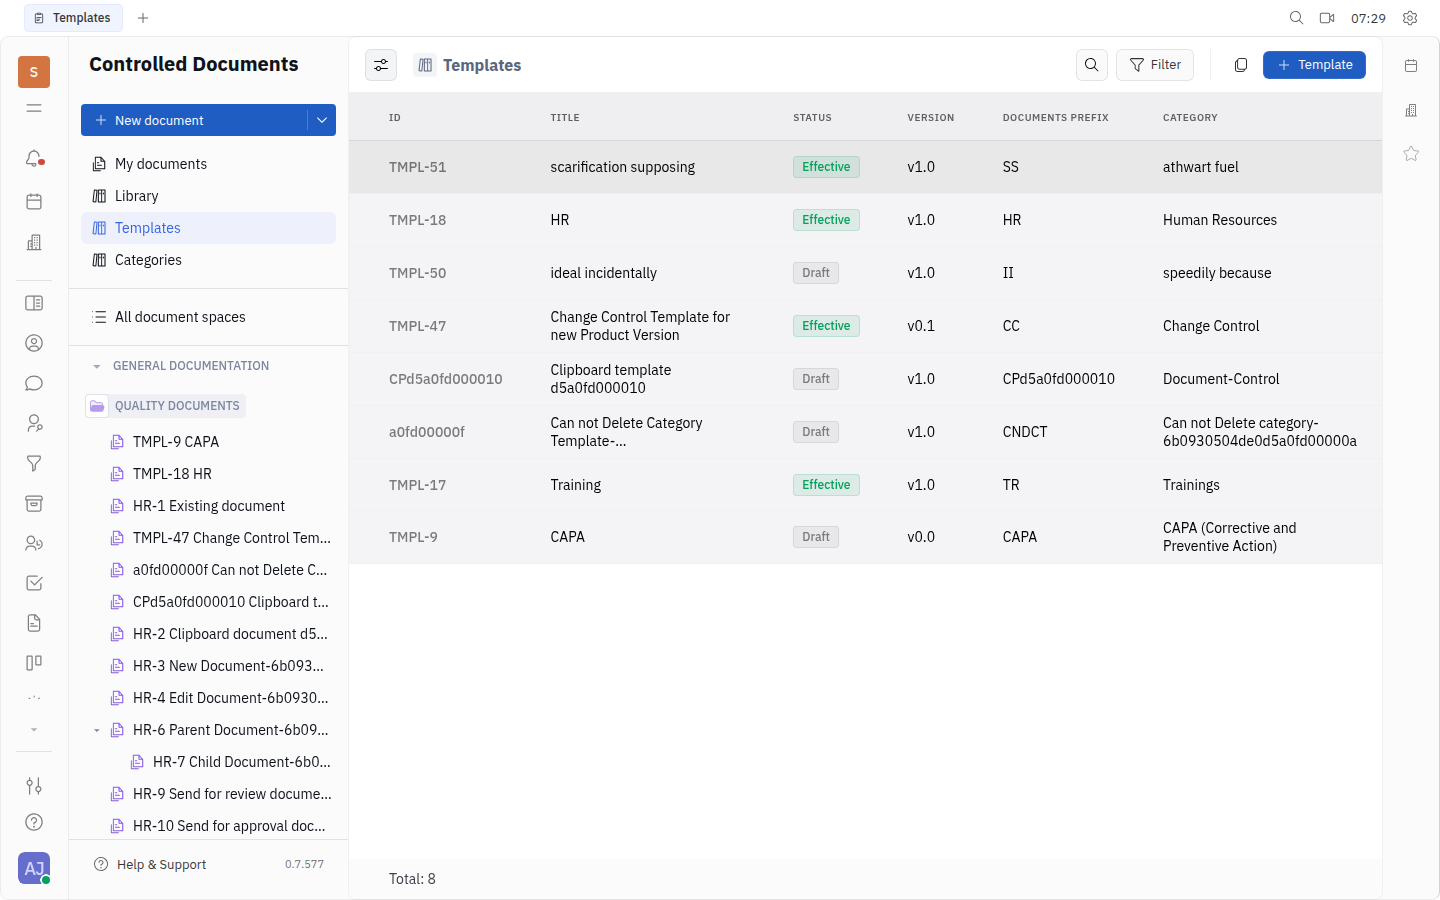 Templates
07:29
S
Controlled Documents
New document
My documents
Library
Templates
Categories
All document spaces
GENERAL DOCUMENTATION
QUALITY DOCUMENTS
TMPL-9 CAPA
TMPL-18 HR
HR-1 Existing document
TMPL-47 Change Control Tem...
a0fd00000f Can not Delete C...
CPd5a0fd000010 Clipboard t...
HR-2 Clipboard document d5...
HR-3 New Document-6b093...
HR-4 Edit Document-6b0930...
HR-6 Parent Document-6b09...
HR-7 Child Document-6b0...
HR-9 Send for review docume...
HR-10 Send for approval doc...
Help & Support 0.7.577
AJ
Templates
Filter
Template
ID TITLE STATUS VERSION DOCUMENTS PREFIX CATEGORY
TMPL-51 scarification supposing Effective v1.0 SS athwart fuel
TMPL-18 HR Effective v1.0 HR Human Resources
TMPL-50 ideal incidentally Draft v1.0 II speedily because
TMPL-47 Change Control Template for
new Product Version Effective v0.1 CC Change Control
CPd5a0fd000010 Clipboard template
d5a0fd000010 Draft v1.0 CPd5a0fd000010 Document-Control
a0fd00000f Can not Delete Category
Template-... Draft v1.0 CNDCT Can not Delete category-
6b0930504de0d5a0fd00000a
TMPL-17 Training Effective v1.0 TR Trainings
TMPL-9 CAPA Draft v0.0 CAPA CAPA (Corrective and
Preventive Action)
Total: 8